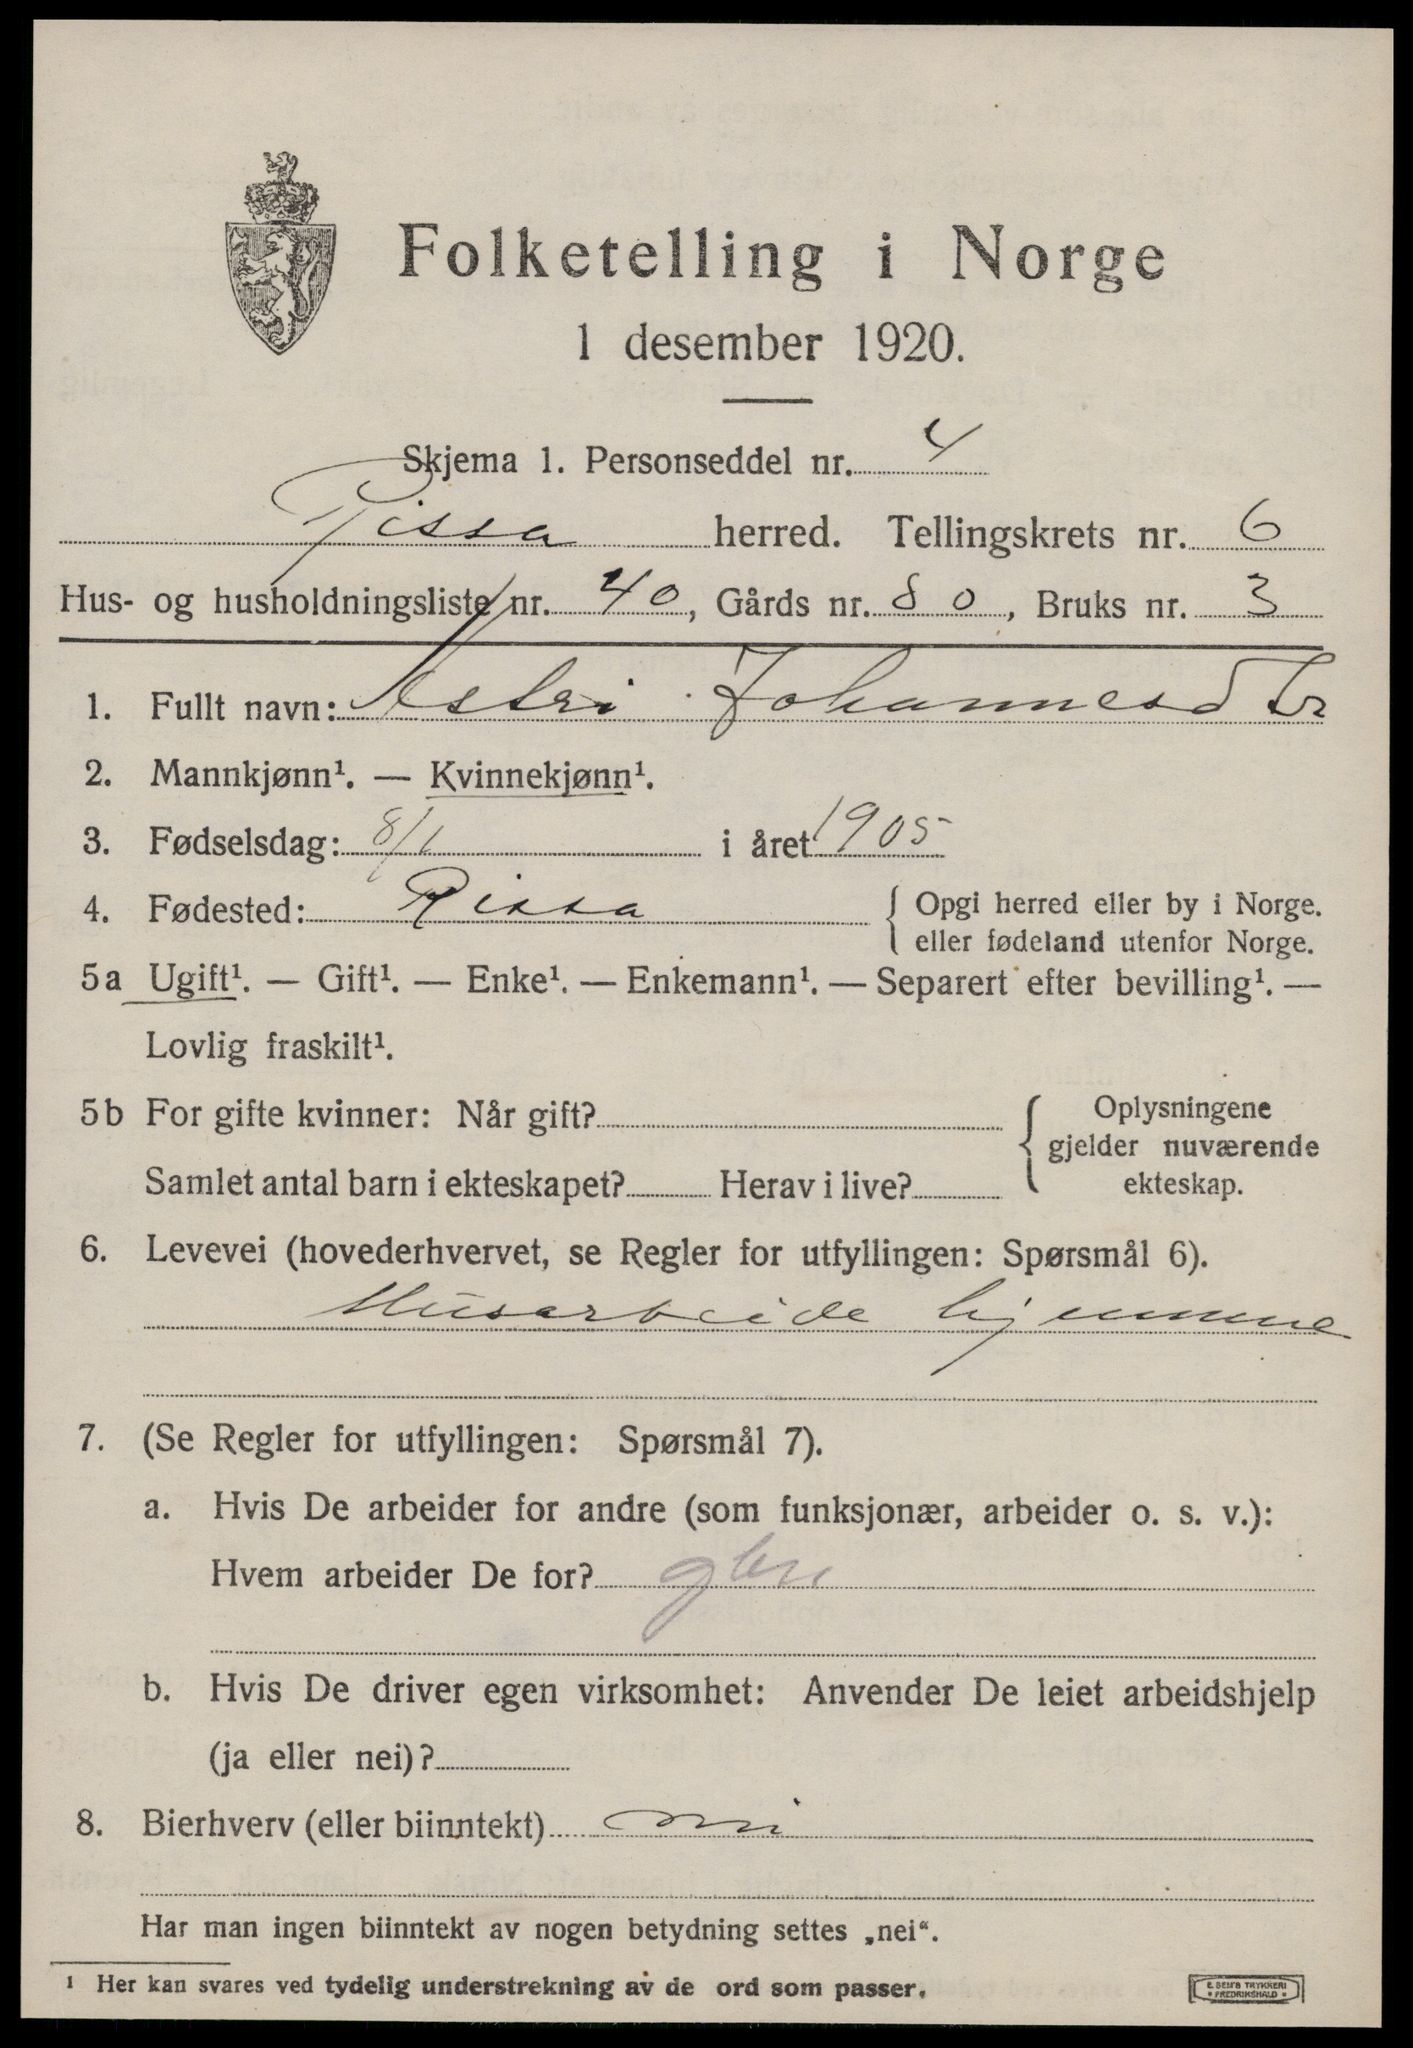 Folketelling i Norge
1 desember 1920.
Skjema 1. Personseddel nr. 4
Rissa herred. Tellingskrets nr. 6
Hus- og husholdningsliste nr. 40, Gårds nr. 80, Bruks nr. 3
1. Fullt navn: Astri Johannesdtr
2. Mannkjønn¹. — Kvinnekjønn¹.
3. Fødselsdag: 8/1 i året 1905
4. Fødested: Rissa { Opgi herred eller by i Norge.
eller fødeland utenfor Norge.
5a Ugift¹. — Gift¹. — Enke¹. — Enkemann¹. — Separert efter bevilling¹. —
Lovlig fraskilt¹.
5b For gifte kvinner: Når gift? { Oplysningene
gjelder nuværende
ekteskap.
Samlet antal barn i ekteskapet? Herav i live?
6. Levevei (hovederhvervet, se Regler for utfyllingen: Spørsmål 6).
Husarbeide hjemme
7. (Se Regler for utfyllingen: Spørsmål 7).
a. Hvis De arbeider for andre (som funksjonær, arbeider o. s. v.):
Hvem arbeider De for?
b. Hvis De driver egen virksomhet: Anvender De leiet arbeidshjelp
(ja eller nei)?
8. Bierhverv (eller biinntekt) nei
Har man ingen biinntekt av nogen betydning settes „nei“.
¹ Her kan svares ved tydelig understrekning av de ord som passer.
E. SEM'S TRYKKERI
• FREDRIKSHALD •